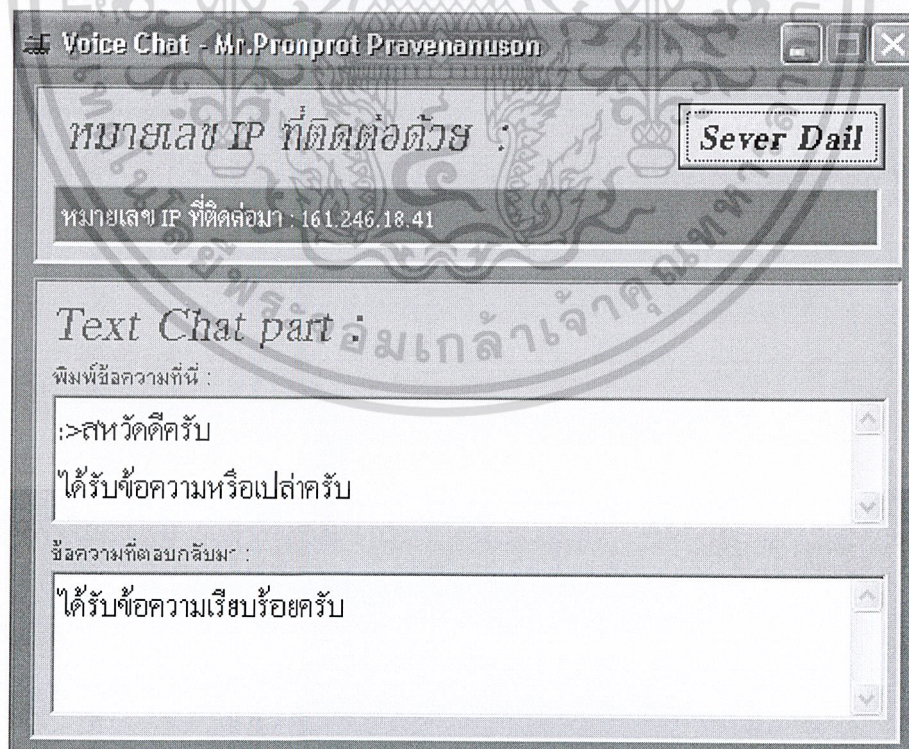 Voice Chat - Mr.Pronprot Pravenanuson
หมายเลข IP ที่ติดต่อด้วย :
Sever Dail
หมายเลข IP ที่ติดต่อมา : 161.246.18.41
Text Chat part :
พิมพ์ข้อความที่นี่ :
:>สหวัดดีครับ
ได้รับข้อความหรือเปล่าครับ
ข้อความที่ตอบกลับมา :
ได้รับข้อความเรียบร้อยครับ